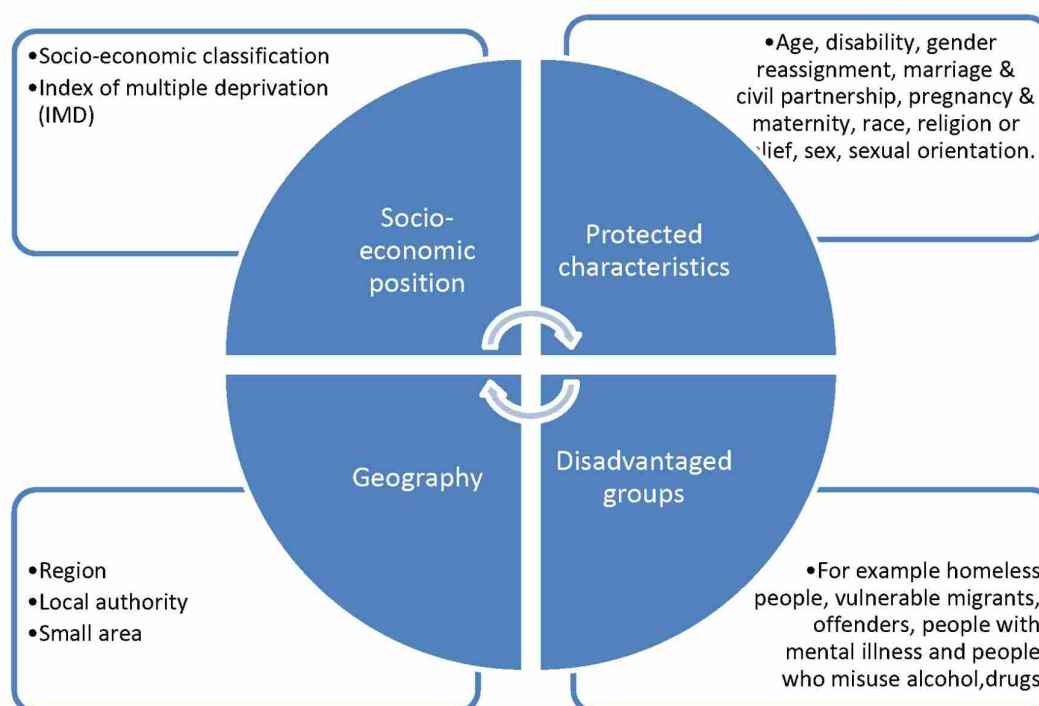 •Socio-economic classification
•Index of multiple deprivation
(IMD)
•Age, disability, gender
reassignment, marriage &
civil partnership, pregnancy &
maternity, race, religion or
lief, sex, sexual orientation.
Socio-
economic
position
Protected
characteristics
Geography
Disadvantaged
groups
•Region
•Local authority
•Small area
•For example homeless
people, vulnerable migrants,
offenders, people with
mental illness and people
who misuse alcohol,drugs